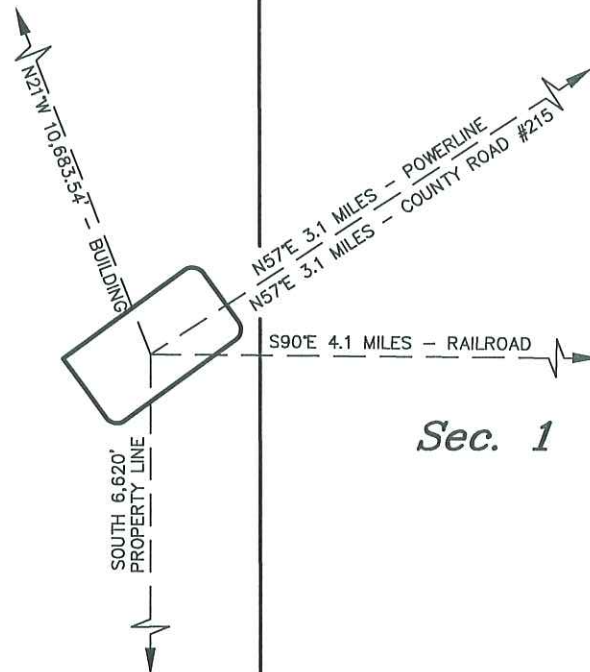 N21°W 10,683.54' - BUILDING
N57°E 3.1 MILES - POWERLINE
N57°E 3.1 MILES - COUNTY ROAD #215
S90°E 4.1 MILES - RAILROAD
Sec. 1
SOUTH 6,620'
PROPERTY LINE